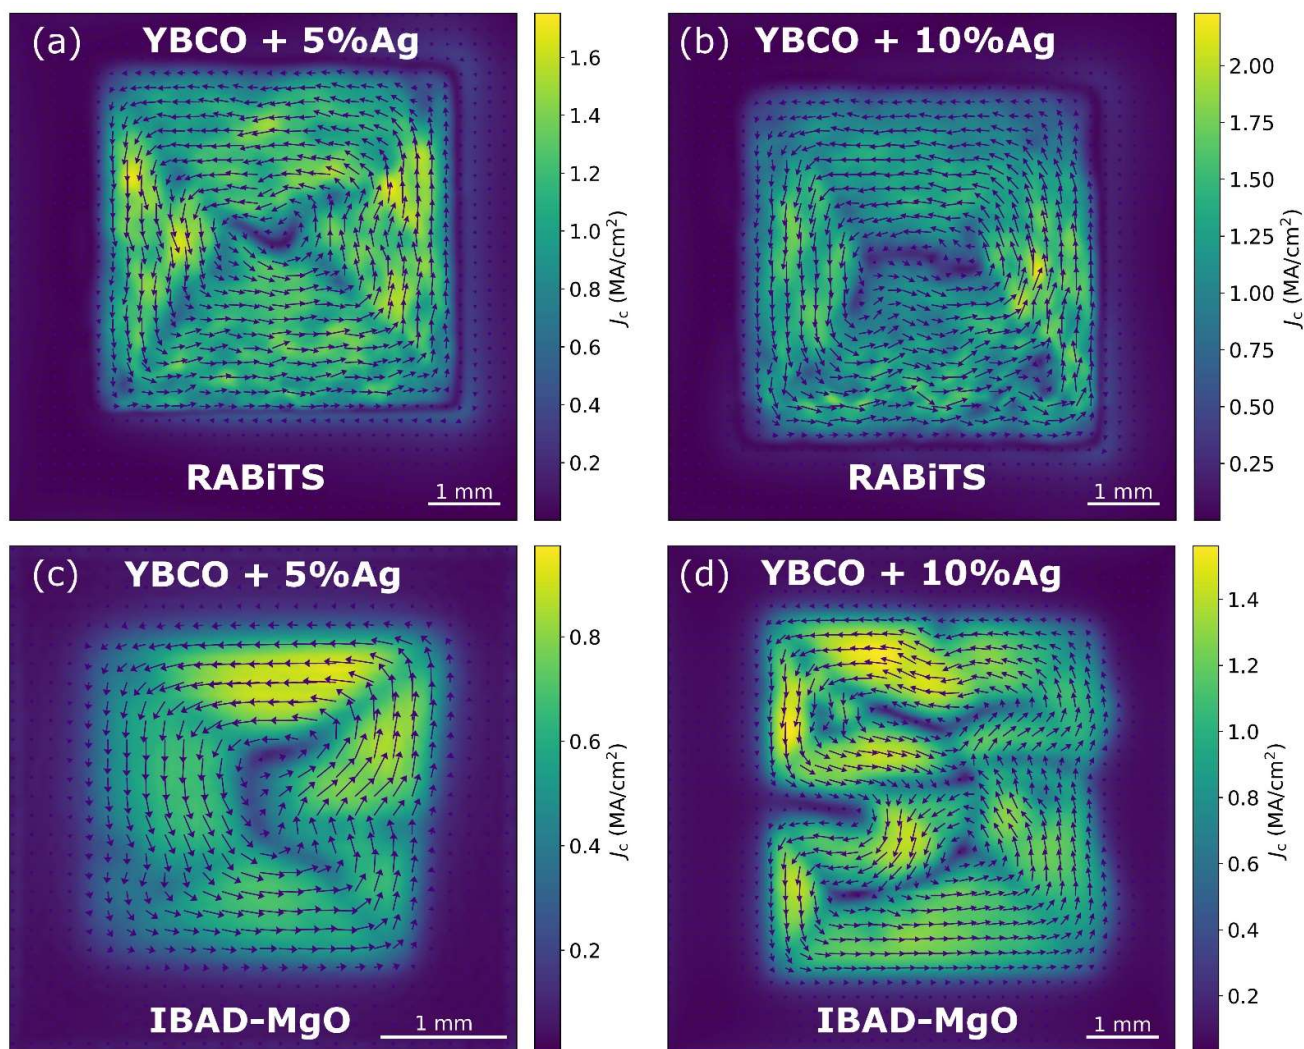 (a) YBCO + 5%Ag
RABiTS
1 mm
1.6
1.4
1.2
1.0
0.8
0.6
0.4
0.2
Jc (MA/cm²)
(b) YBCO + 10%Ag
RABiTS
1 mm
2.00
1.75
1.50
1.25
1.00
0.75
0.50
0.25
Jc (MA/cm²)
(c) YBCO + 5%Ag
IBAD-MgO
1 mm
0.8
0.6
0.4
0.2
Jc (MA/cm²)
(d) YBCO + 10%Ag
IBAD-MgO
1 mm
1.4
1.2
1.0
0.8
0.6
0.4
0.2
Jc (MA/cm²)